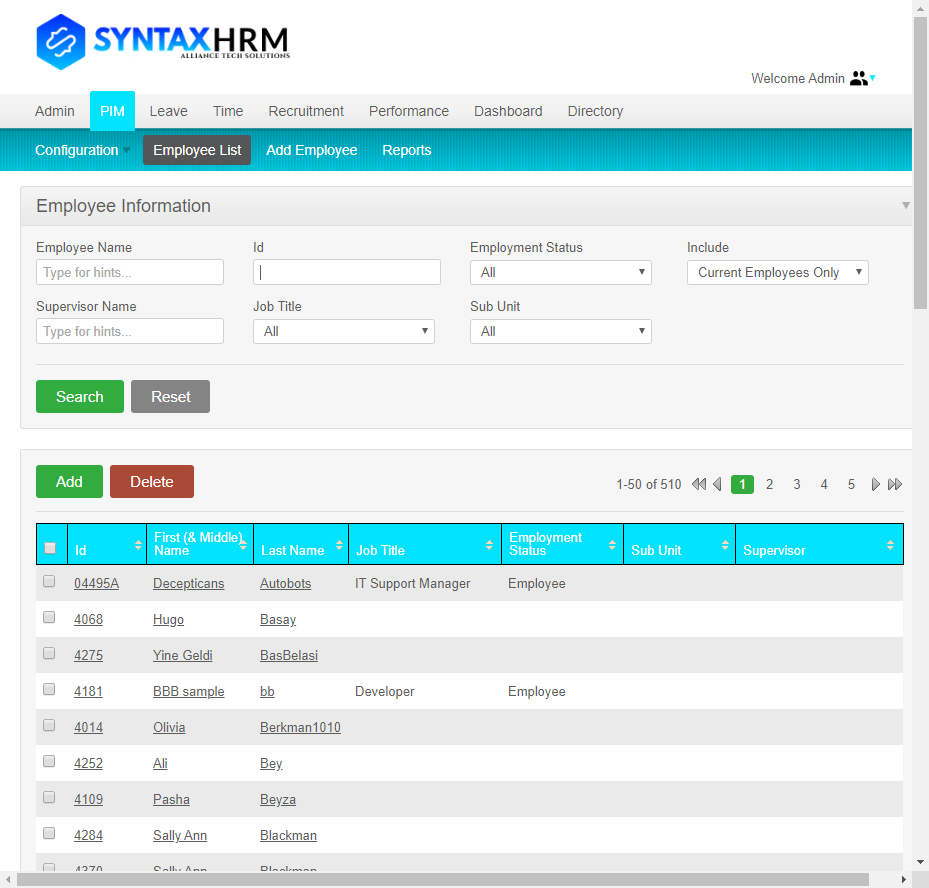 SYNTAXHRM
ALLIANCE TECH SOLUTIONS
Welcome Admin
Admin PIM Leave Time Recruitment Performance Dashboard Directory
Configuration Employee List Add Employee Reports
Employee Information
Employee Name Id Employment Status Include
Type for hints... All Current Employees Only
Supervisor Name Job Title Sub Unit
Type for hints... All All
Search Reset
Add Delete 1-50 of 510 1 2 3 4 5
Id First (& Middle) Name Last Name Job Title Employment Status Sub Unit Supervisor
04495A Decepticans Autobots IT Support Manager Employee
4068 Hugo Basay
4275 Yine Geldi BasBelasi
4181 BBB sample bb Developer Employee
4014 Olivia Berkman1010
4252 Ali Bey
4109 Pasha Beyza
4284 Sally Ann Blackman
4370 Sally Ann Blackman